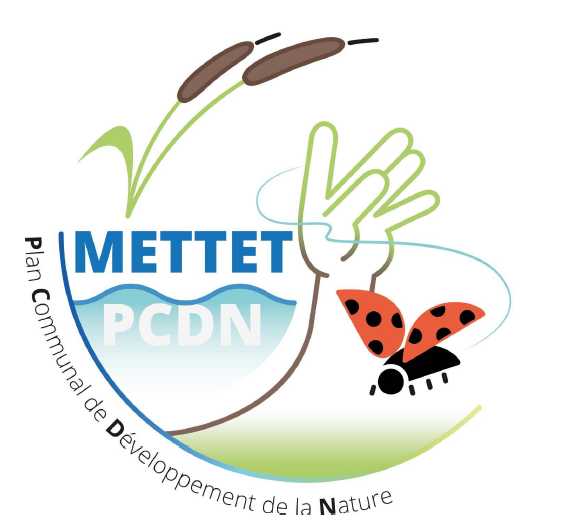 METTET
PCDN
Plan Communal de Développement de la Nature